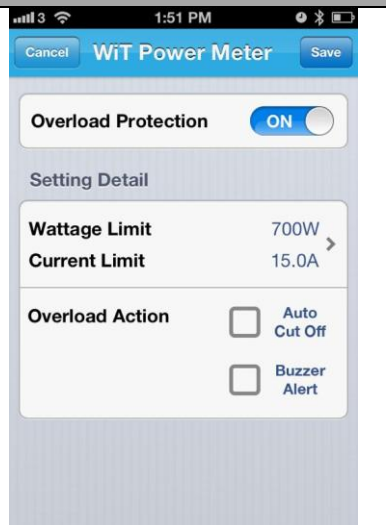 3 1:51 PM
Cancel WiT Power Meter Save
Overload Protection ON
Setting Detail
Wattage Limit 700W
Current Limit 15.0A
Overload Action Auto
Cut Off
Buzzer
Alert